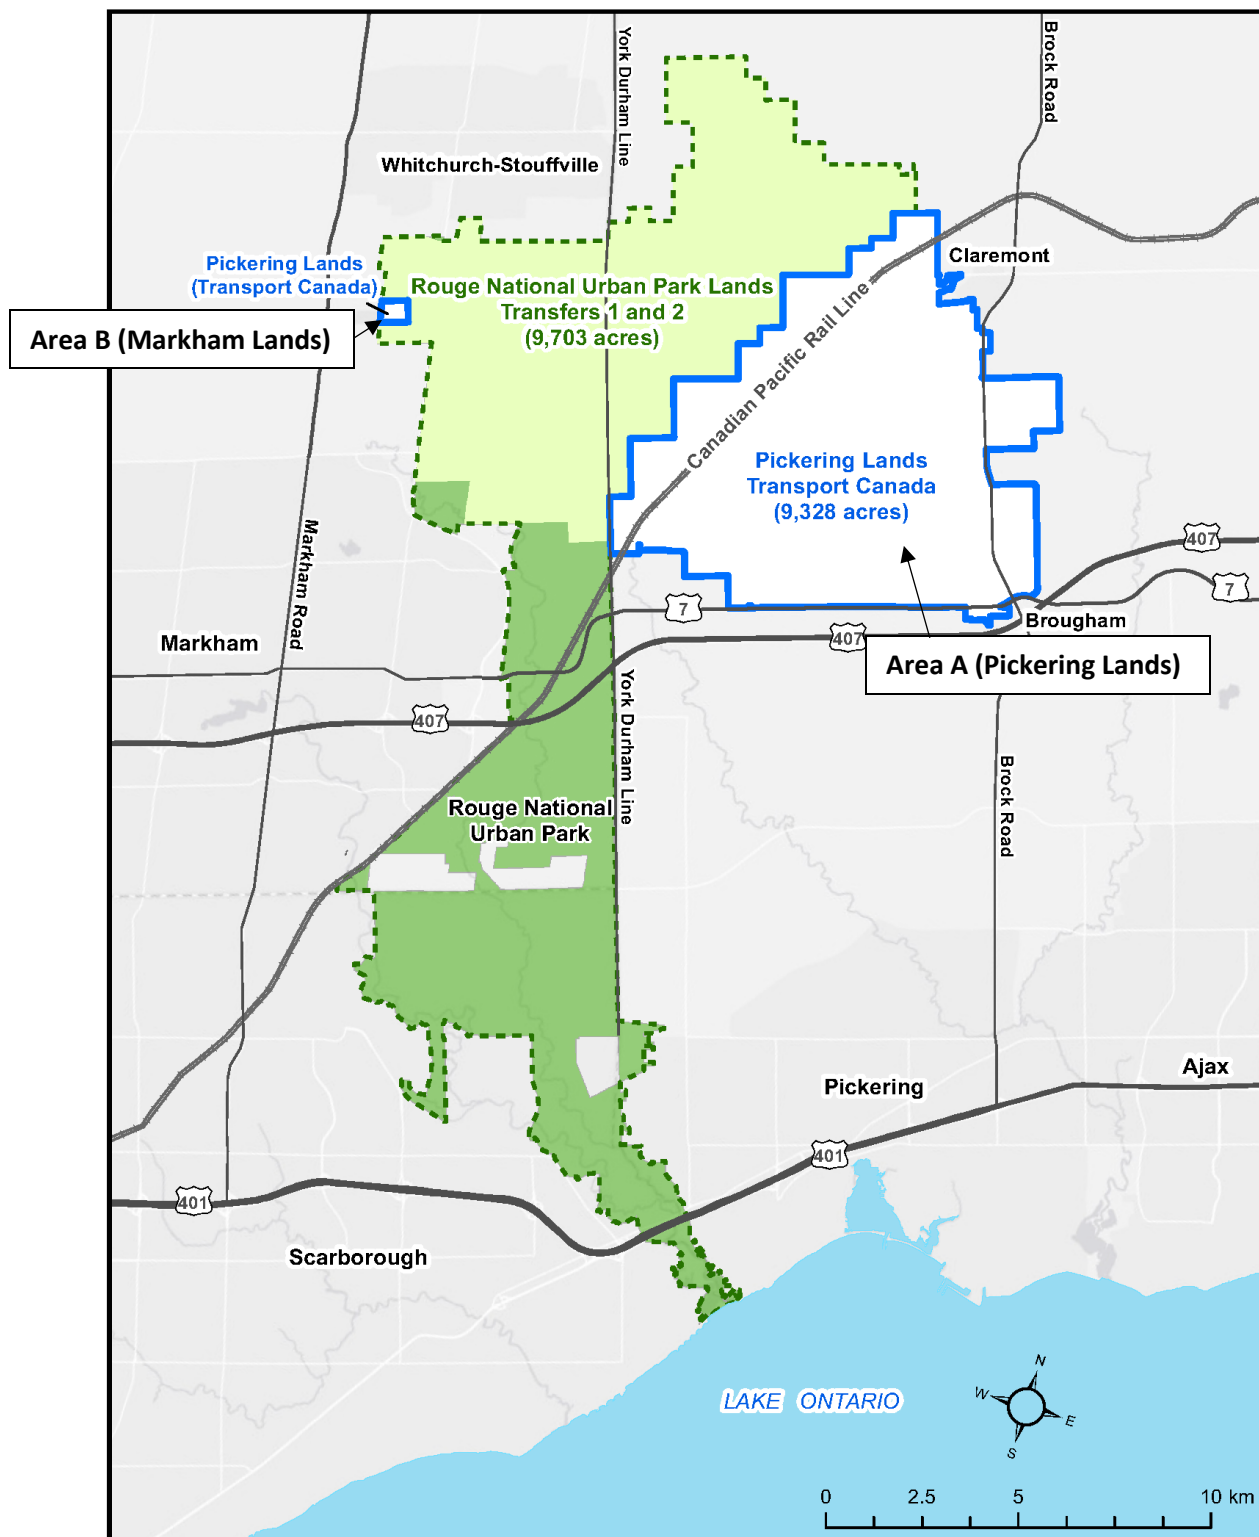 York Durham Line
Brock Road
Whitchurch-Stouffville
Claremont
Pickering Lands
(Transport Canada)
Rouge National Urban Park Lands
Transfers 1 and 2
(9,703 acres)
Area B (Markham Lands)
Canadian Pacific Rail Line
Pickering Lands
Transport Canada
(9,328 acres)
Markham Road
407
7
7
Markham
407
Brougham
Area A (Pickering Lands)
407
York Durham Line
Brock Road
Rouge National
Urban Park
Ajax
Pickering
401
401
Scarborough
LAKE ONTARIO
N
W
E
S
0 2.5 5 10 km